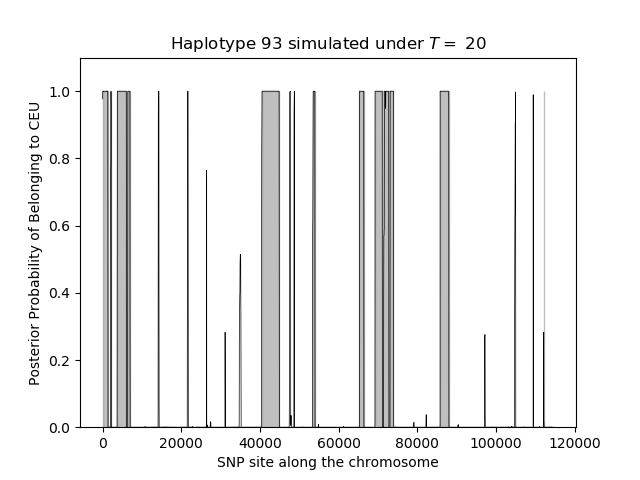 Haplotype 93 simulated under T = 20
Posterior Probability of Belonging to CEU
1.0
0.8
0.6
0.4
0.2
0.0
0 20000 40000 60000 80000 100000 120000
SNP site along the chromosome